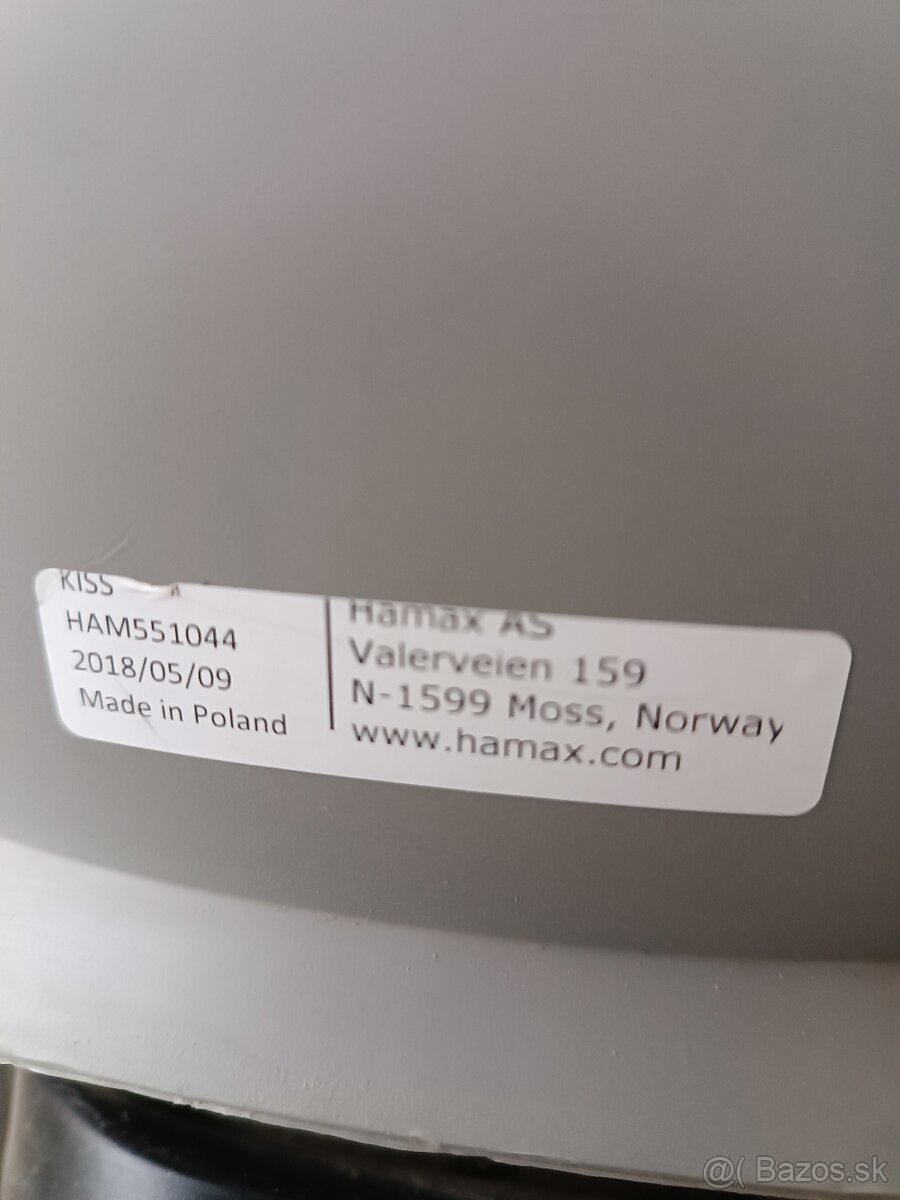 KISS
HAM551044
2018/05/09
Made in Poland
Hamax AS
Valerveien 159
N-1599 Moss, Norway
www.hamax.com
@( Bazos.sk